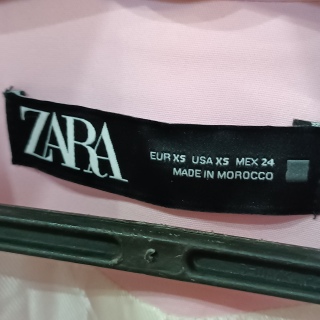 ZARA
EUR XS USA XS MEX 24
MADE IN MOROCCO